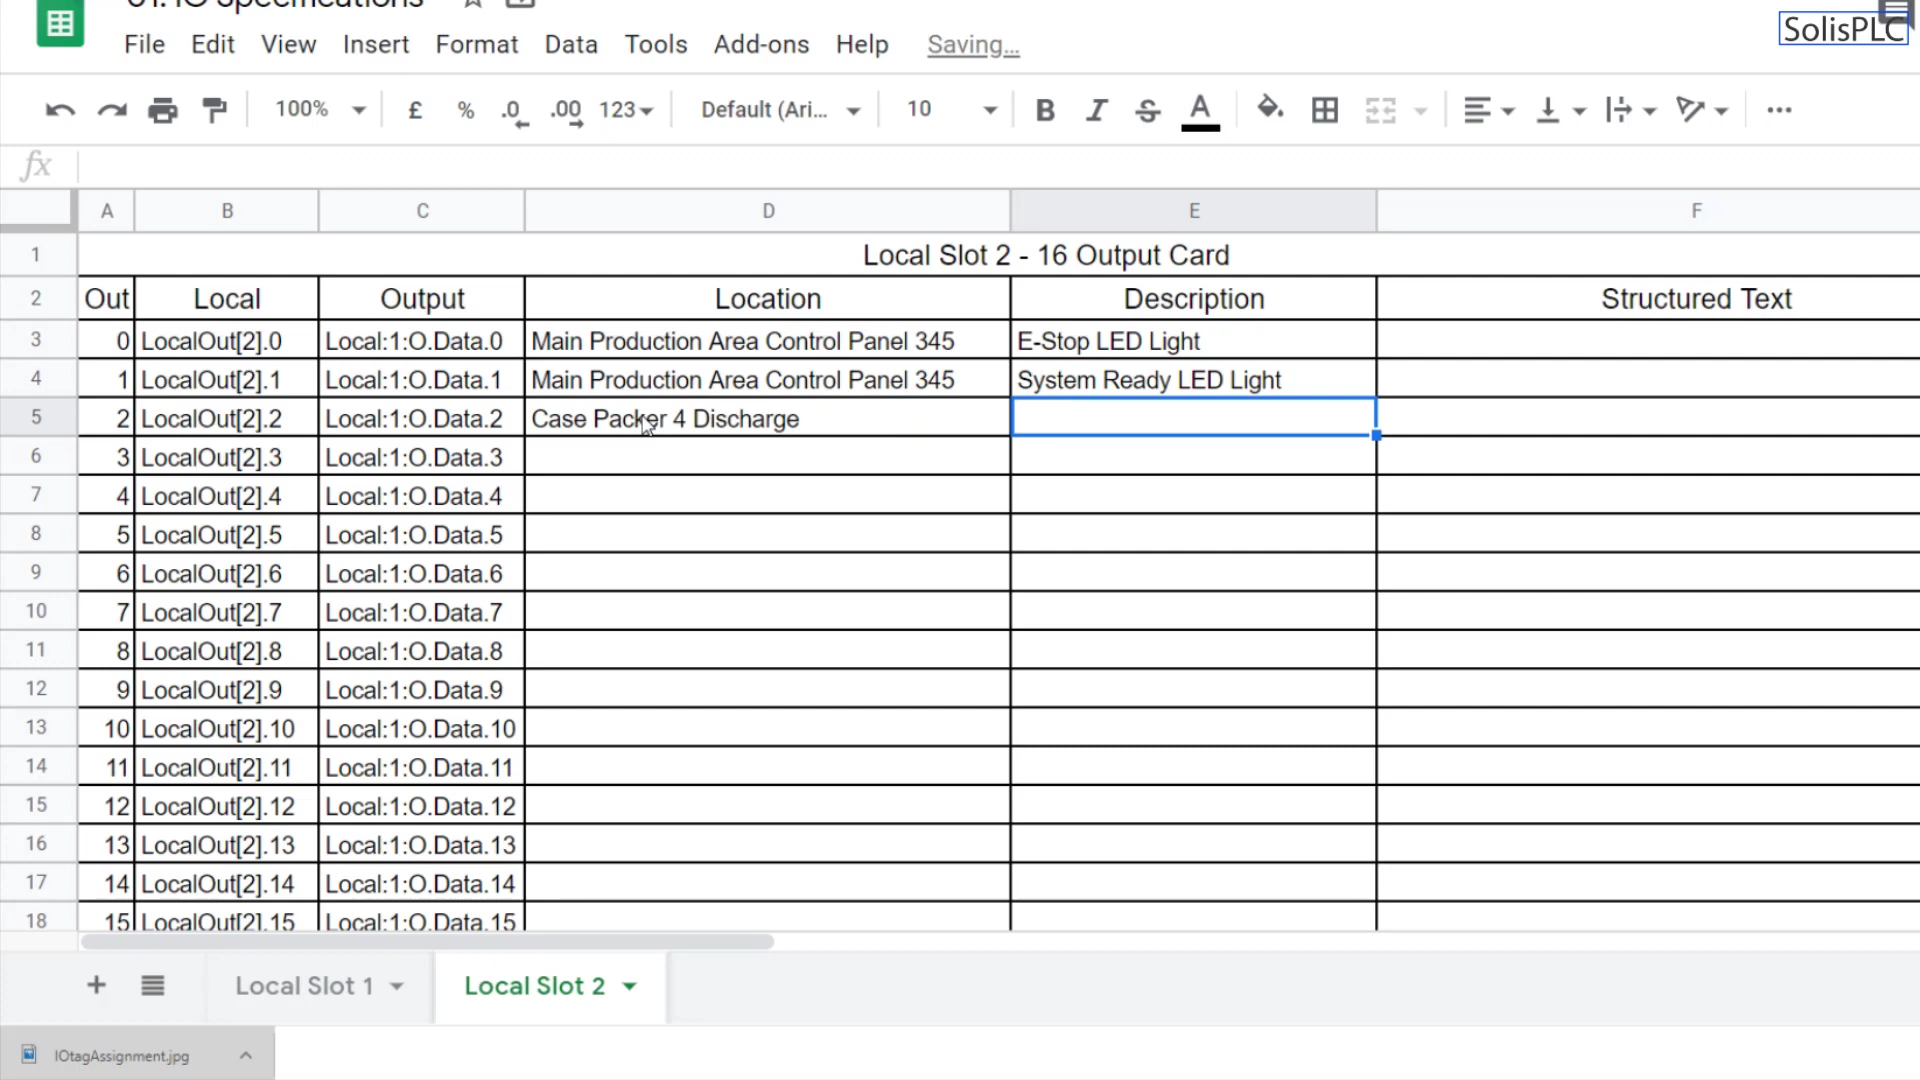 01. IO Specifications
SolisPLC
File Edit View Insert Format Data Tools Add-ons Help Saving...
100% £ % .0 .00 123 Default (Ari... 10 B I S A
fx
A B C D E F
1 Local Slot 2 - 16 Output Card
2 Out Local Output Location Description Structured Text
3 0 LocalOut[2].0 Local:1:O.Data.0 Main Production Area Control Panel 345 E-Stop LED Light
4 1 LocalOut[2].1 Local:1:O.Data.1 Main Production Area Control Panel 345 System Ready LED Light
5 2 LocalOut[2].2 Local:1:O.Data.2 Case Packer 4 Discharge
6 3 LocalOut[2].3 Local:1:O.Data.3
7 4 LocalOut[2].4 Local:1:O.Data.4
8 5 LocalOut[2].5 Local:1:O.Data.5
9 6 LocalOut[2].6 Local:1:O.Data.6
10 7 LocalOut[2].7 Local:1:O.Data.7
11 8 LocalOut[2].8 Local:1:O.Data.8
12 9 LocalOut[2].9 Local:1:O.Data.9
13 10 LocalOut[2].10 Local:1:O.Data.10
14 11 LocalOut[2].11 Local:1:O.Data.11
15 12 LocalOut[2].12 Local:1:O.Data.12
16 13 LocalOut[2].13 Local:1:O.Data.13
17 14 LocalOut[2].14 Local:1:O.Data.14
18 15 LocalOut[2].15 Local:1:O.Data.15
Local Slot 1 Local Slot 2
IOtagAssignment.jpg